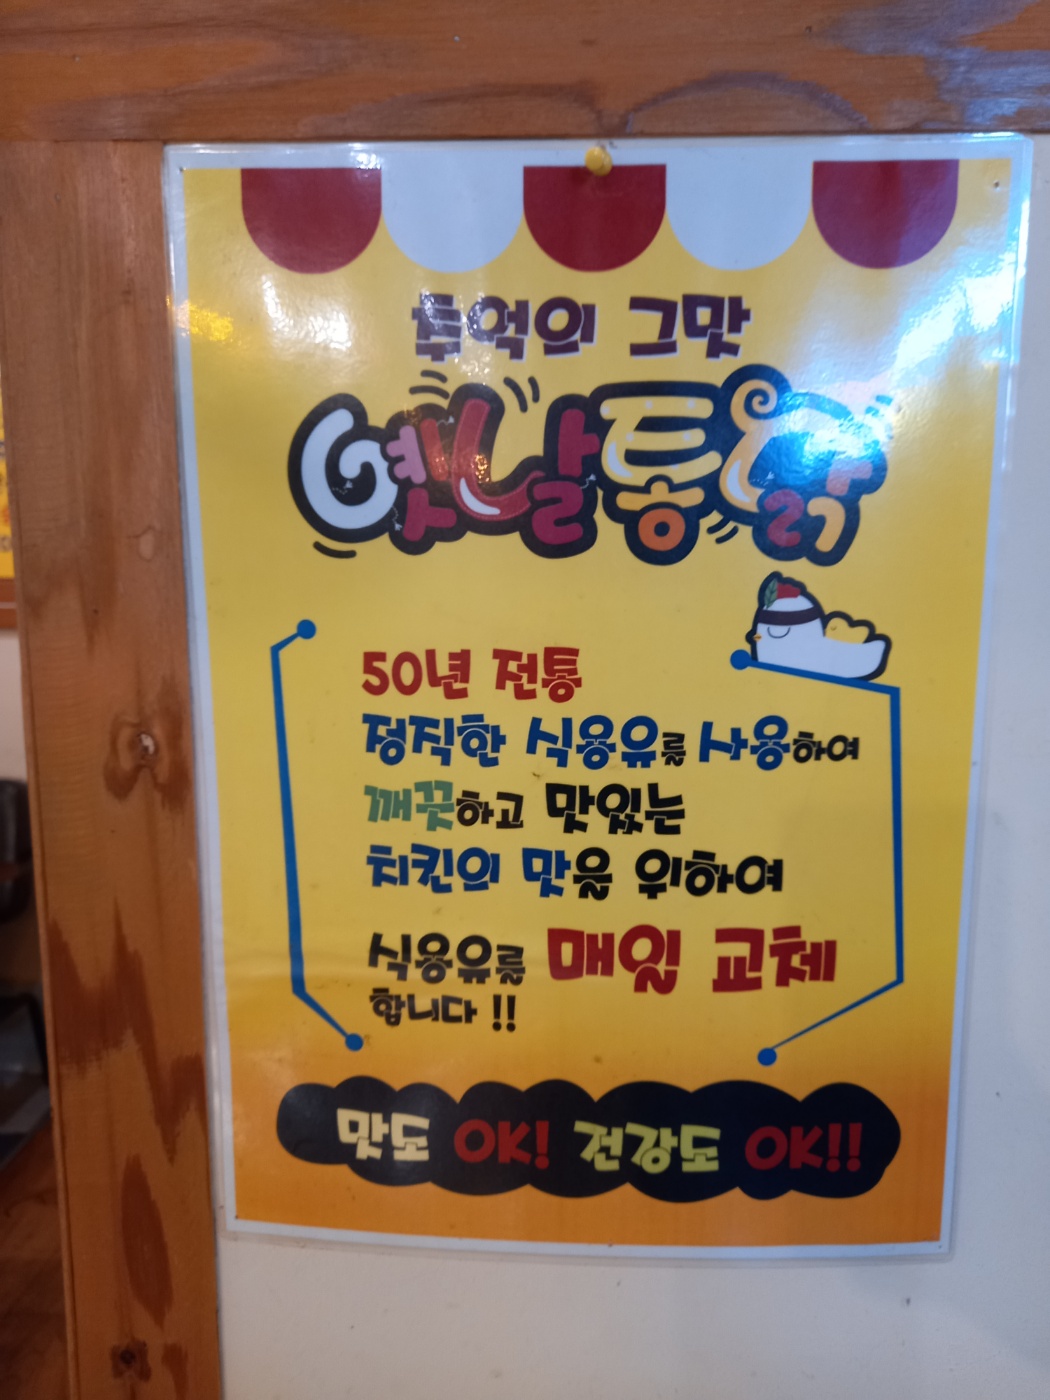 추억의 그맛
옛날통닭
50년 전통
정직한 식용유를 사용하여
깨끗하고 맛있는
치킨의 맛을 위하여
식용유를 매일 교체
합니다 !!
맛도 OK! 건강도 OK!!